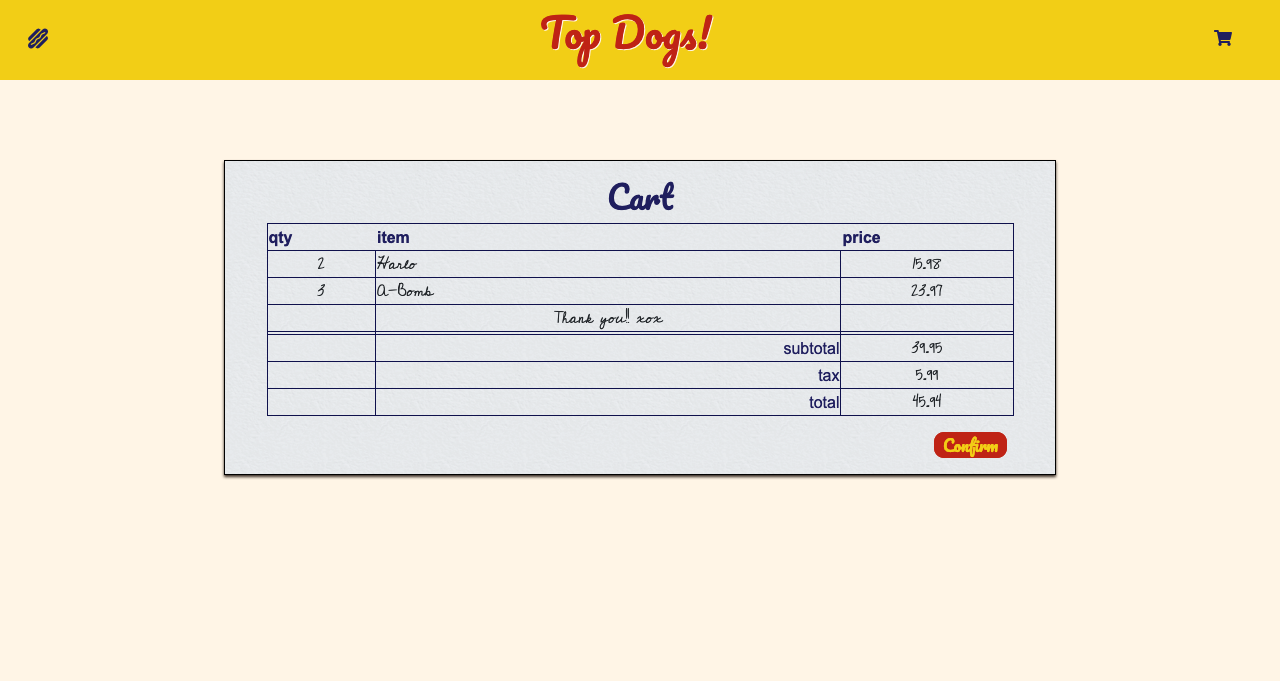 Top Dogs!
Cart
qty item price
2 Harlo 15.98
3 A-Bomb 23.97
Thank you!! xox
subtotal 39.95
tax 5.99
total 45.94
Confirm